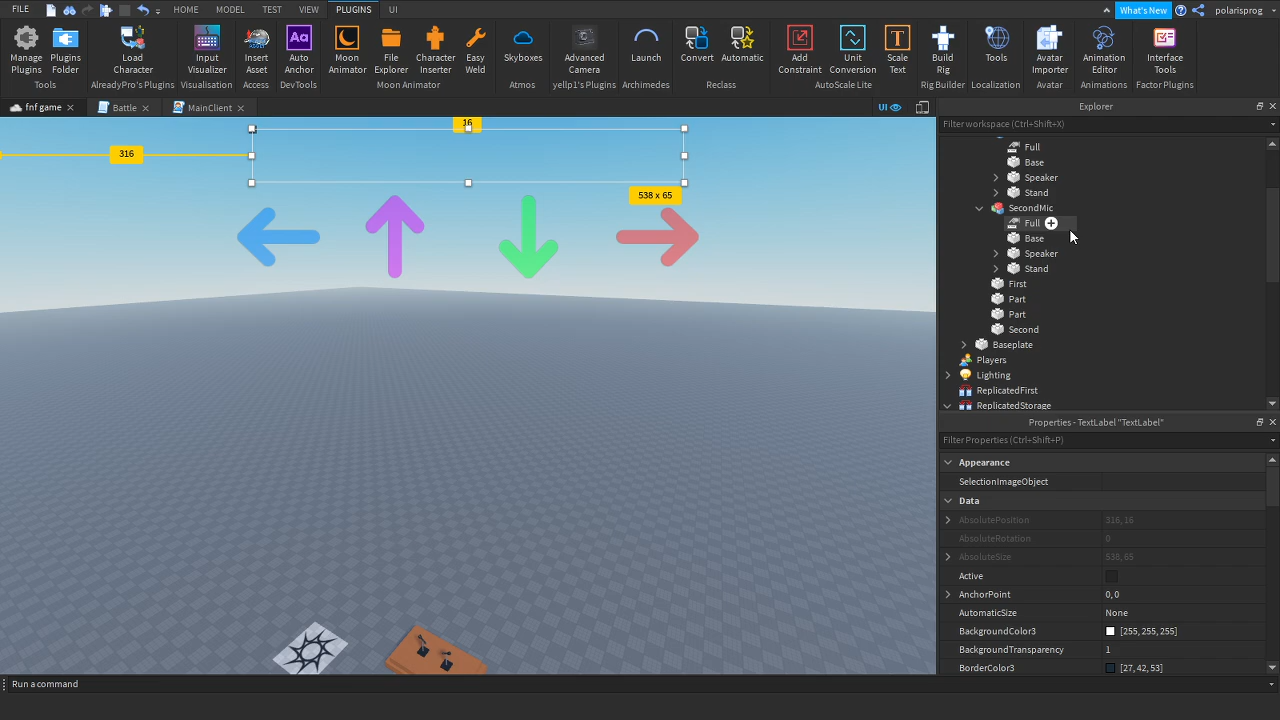 FILE HOME MODEL TEST VIEW PLUGINS UI What's New polarisprog
Manage Plugins Plugins Folder Load Character Input Visualizer Insert Asset Auto Anchor Moon Animator File Explorer Character Inserter Easy Weld Skyboxes Advanced Camera Launch Convert Automatic Add Constraint Unit Conversion Scale Text Build Rig Tools Avatar Importer Animation Editor Interface Tools
Aa
Tools AlreadyPro's Plugins Visualisation DevTools Moon Animator Atmos yellp1's Plugins Archimedes Reclass AutoScale Lite Rig Builder Localization Avatar Animations Factor Plugins
fnf game Battle MainClient UI Explorer
Filter workspace (Ctrl+Shift+X)
16
316
538 x 65
Full
Base
Speaker
Stand
SecondMic
Full
Base
Speaker
Stand
First
Part
Part
Second
Baseplate
Players
Lighting
ReplicatedFirst
ReplicatedStorage
Properties - TextLabel "TextLabel"
Filter Properties (Ctrl+Shift+P)
Appearance
SelectionImageObject
Data
AbsolutePosition 316, 16
AbsoluteRotation 0
AbsoluteSize 538, 65
Active
AnchorPoint 0, 0
AutomaticSize None
BackgroundColor3 [255, 255, 255]
BackgroundTransparency 1
BorderColor3 [27, 42, 53]
Run a command